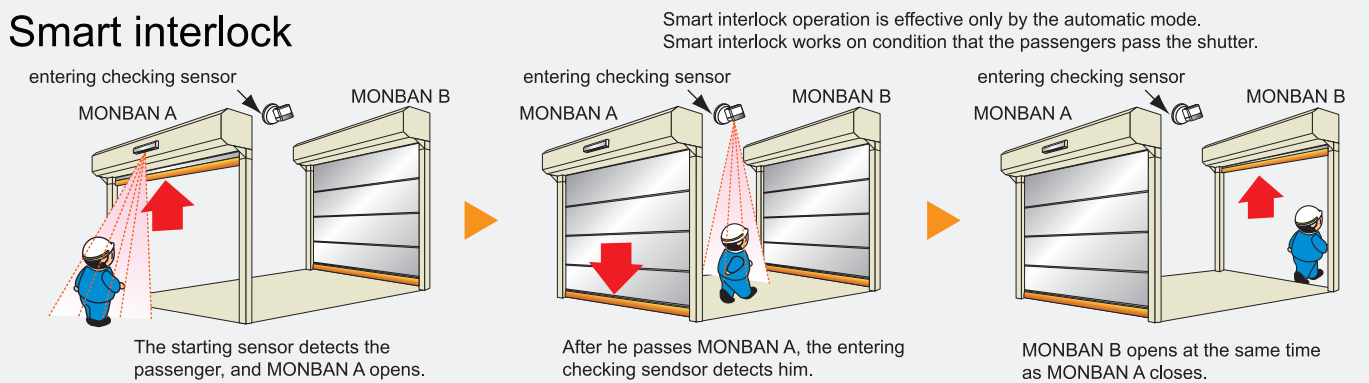 Smart interlock
Smart interlock operation is effective only by the automatic mode.
Smart interlock works on condition that the passengers pass the shutter.
entering checking sensor
MONBAN A
MONBAN B
The starting sensor detects the
passenger, and MONBAN A opens.
entering checking sensor
MONBAN A
MONBAN B
After he passes MONBAN A, the entering
checking sendsor detects him.
entering checking sensor
MONBAN A
MONBAN B
MONBAN B opens at the same time
as MONBAN A closes.